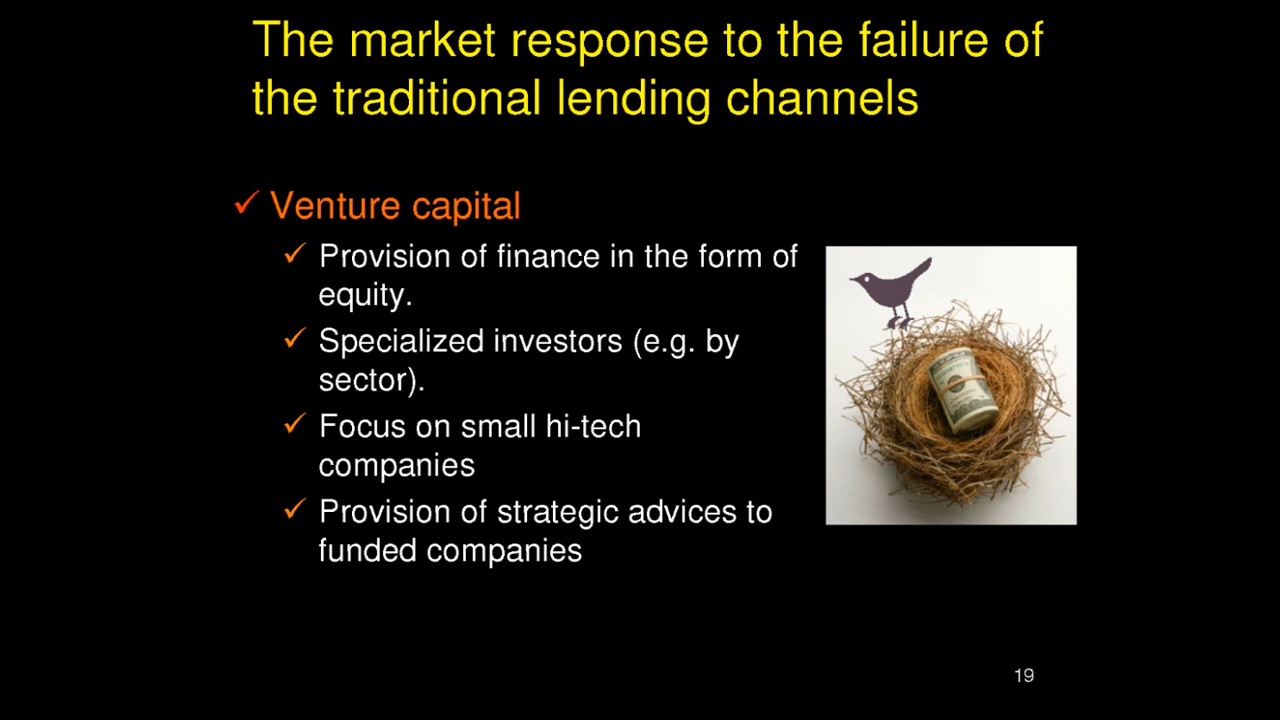 The market response to the failure of
the traditional lending channels
✓ Venture capital
✓ Provision of finance in the form of
equity.
✓ Specialized investors (e.g. by
sector).
✓ Focus on small hi-tech
companies
✓ Provision of strategic advices to
funded companies
19